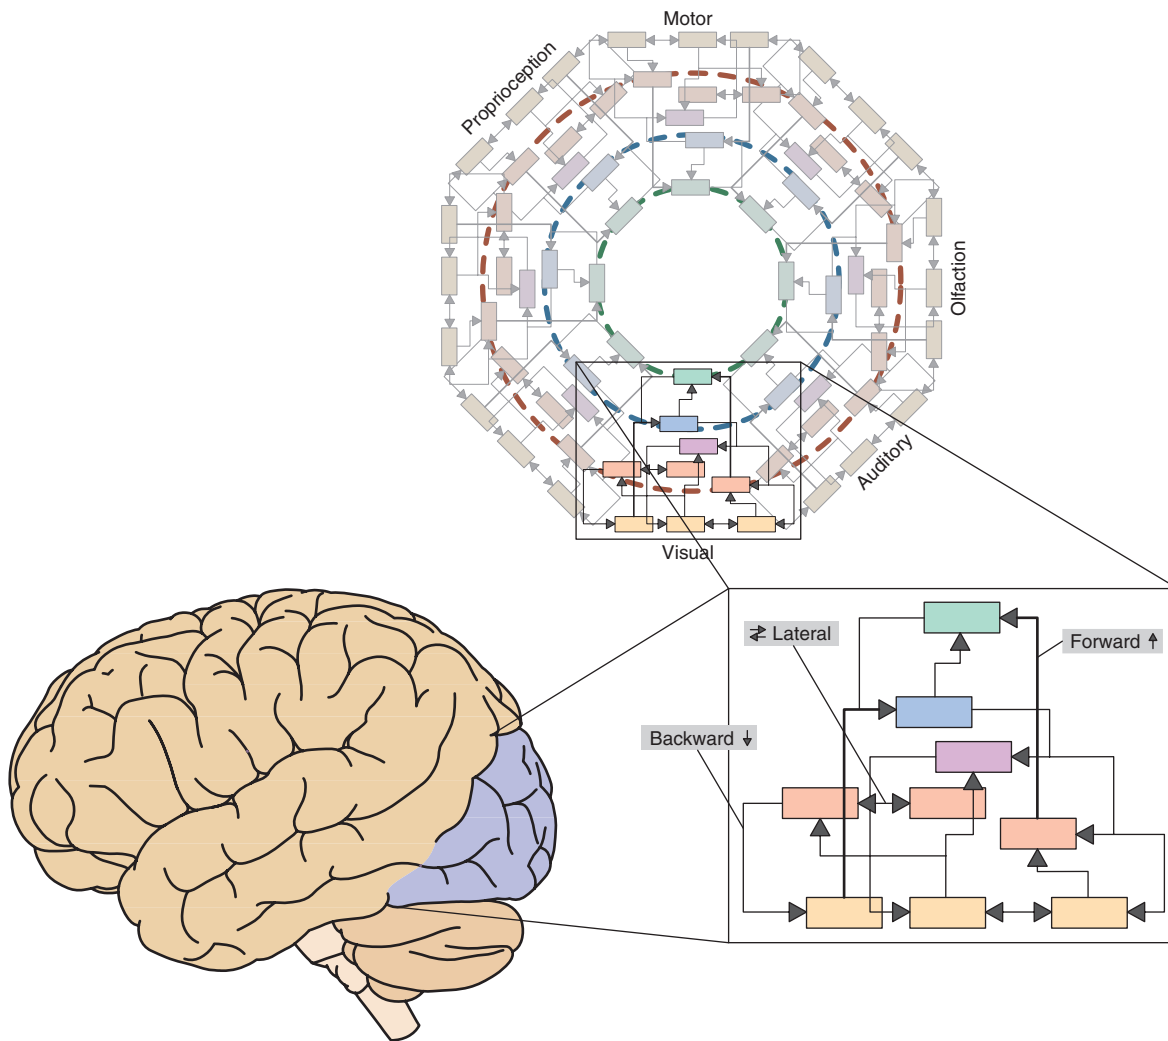 Motor
Proprioception
Olfaction
Auditory
Visual
⇄ Lateral
Forward ↑
Backward ↓